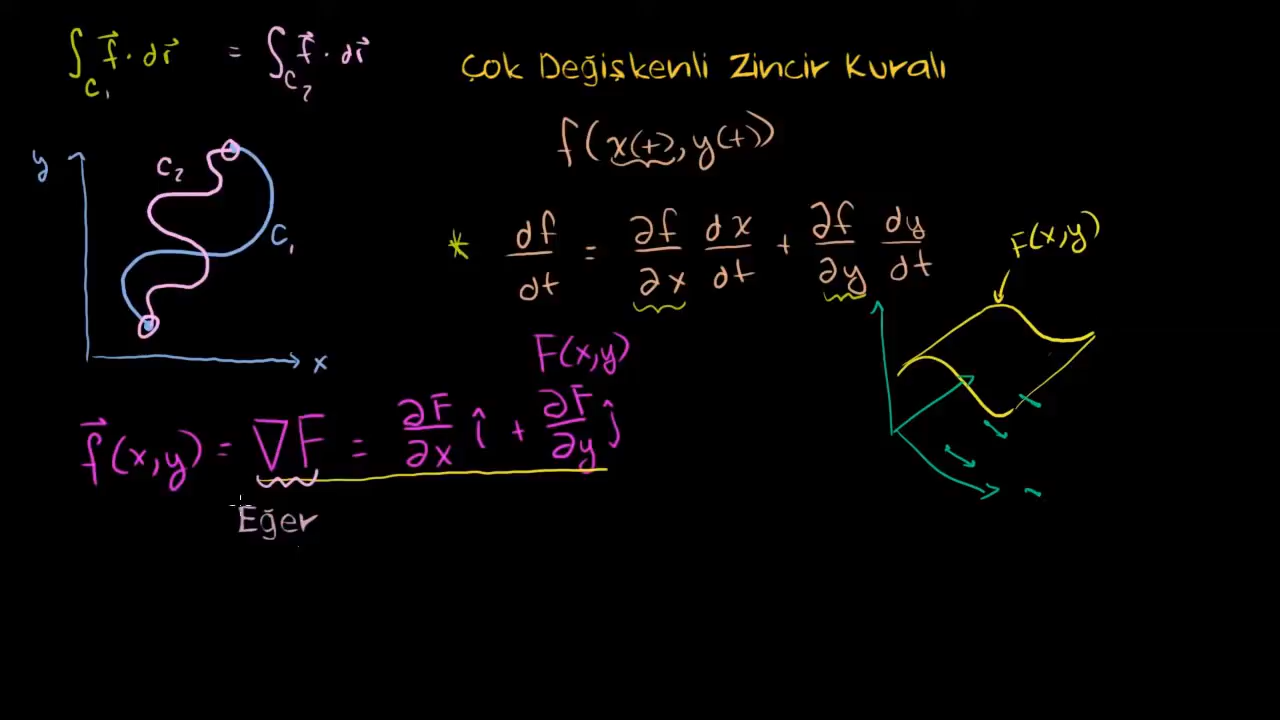 ∫_{C₁} f⃗ · dr⃗ = ∫_{C₂} f⃗ · dr⃗
Çok Değişkenli Zincir Kuralı
f(x(t), y(t))
y
C₂
C₁
x
* df/dt = ∂f/∂x dx/dt + ∂f/∂y dy/dt
F(x,y)
F(x,y)
f⃗(x,y) = ∇F = ∂F/∂x î + ∂F/∂y ĵ
Eğer